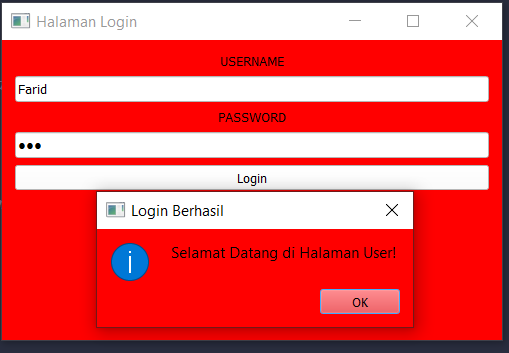 Halaman Login
USERNAME
Farid
PASSWORD
Login
Login Berhasil
Selamat Datang di Halaman User!
OK